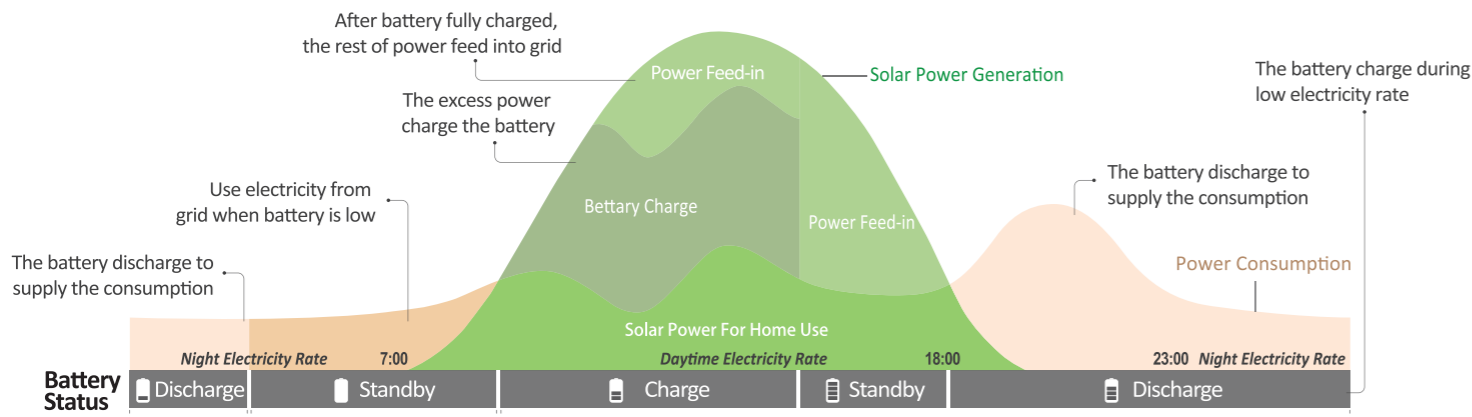 After battery fully charged,
the rest of power feed into grid
Power Feed-in
Solar Power Generation
The battery charge during
low electricity rate
The excess power
charge the battery
Use electricity from
grid when battery is low
Bettary Charge
Power Feed-in
The battery discharge to
supply the consumption
The battery discharge to
supply the consumption
Power Consumption
Solar Power For Home Use
Night Electricity Rate 7:00 Daytime Electricity Rate 18:00 23:00 Night Electricity Rate
Battery
Status
Discharge Standby Charge Standby Discharge